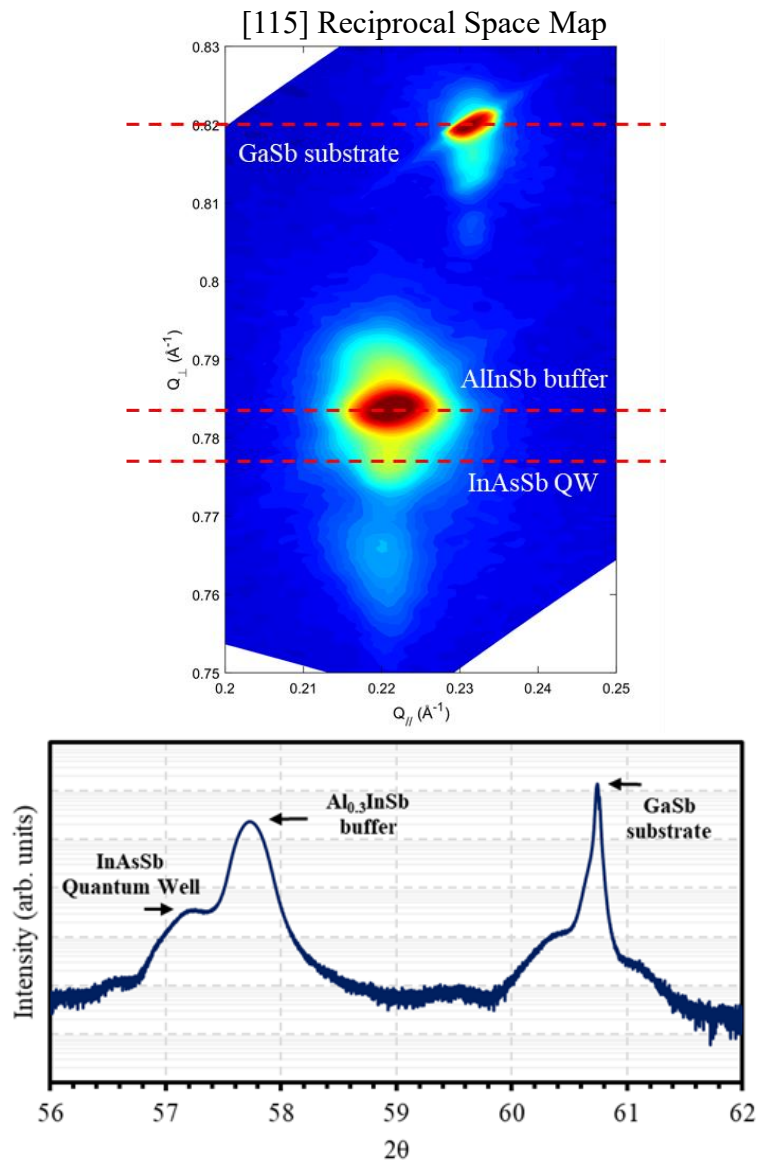 [115] Reciprocal Space Map
0.83
0.82
GaSb substrate
0.81
0.8
0.79
Q⊥ (Å⁻¹)
AlInSb buffer
0.78
InAsSb QW
0.77
0.76
0.75
0.2 0.21 0.22 0.23 0.24 0.25
Q// (Å⁻¹)
Intensity (arb. units)
InAsSb
Quantum Well
Al₀.₃InSb
buffer
GaSb
substrate
56 57 58 59 60 61 62
2θ